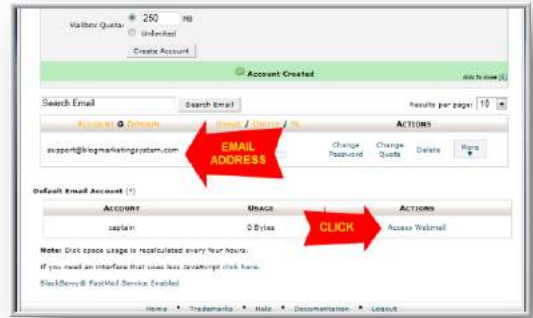 Mailbox Quota: 250 MB
Unlimited
Create Account
Account Created
click to close [X]
Search Email Search Email Results per page: 10
ACCOUNT @ DOMAIN USAGE / QUOTA / % ACTIONS
support@blogmarketingsystem.com EMAIL ADDRESS Change Password Change Quota Delete More
Default Email Account (*)
ACCOUNT USAGE ACTIONS
captain 0 Bytes CLICK Access Webmail
Note: Disk space usage is recalculated every four hours.
If you need an interface that uses less JavaScript click here.
BlackBerry® FastMail Service Enabled
Home • Trademarks • Help • Documentation • Logout